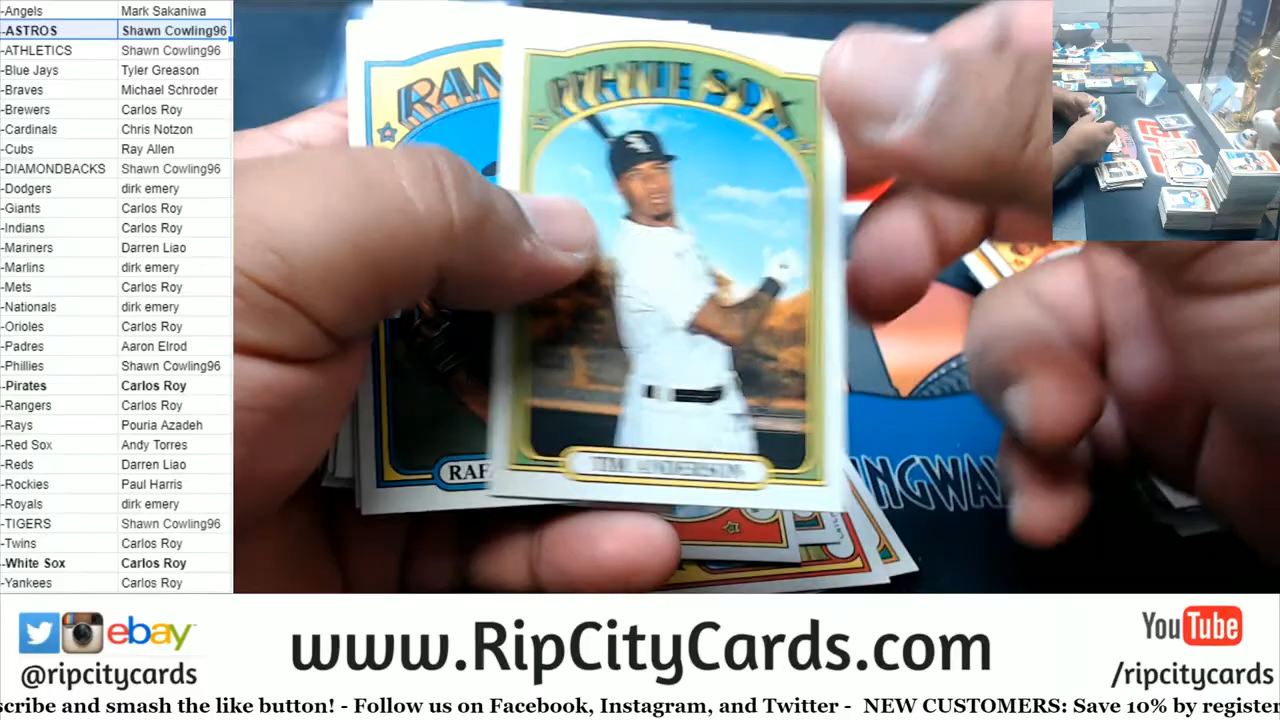 -Angels Mark Sakaniwa
-ASTROS Shawn Cowling96
-ATHLETICS Shawn Cowling96
-Blue Jays Tyler Greason
-Braves Michael Schroder
-Brewers Carlos Roy
-Cardinals Chris Notzon
-Cubs Ray Allen
-DIAMONDBACKS Shawn Cowling96
-Dodgers dirk emery
-Giants Carlos Roy
-Indians Carlos Roy
-Mariners Darren Liao
-Marlins dirk emery
-Mets Carlos Roy
-Nationals dirk emery
-Orioles Carlos Roy
-Padres Aaron Elrod
-Phillies Shawn Cowling96
-Pirates Carlos Roy
-Rangers Carlos Roy
-Rays Pouria Azadeh
-Red Sox Andy Torres
-Reds Darren Liao
-Rockies Paul Harris
-Royals dirk emery
-TIGERS Shawn Cowling96
-Twins Carlos Roy
-White Sox Carlos Roy
-Yankees Carlos Roy
RAN
WHITE SOX
RAF
TIM ANDERSON
NGWA
ebay
@ripcitycards
www.RipCityCards.com
YouTube
/ripcitycards
scribe and smash the like button! - Follow us on Facebook, Instagram, and Twitter - NEW CUSTOMERS: Save 10% by register